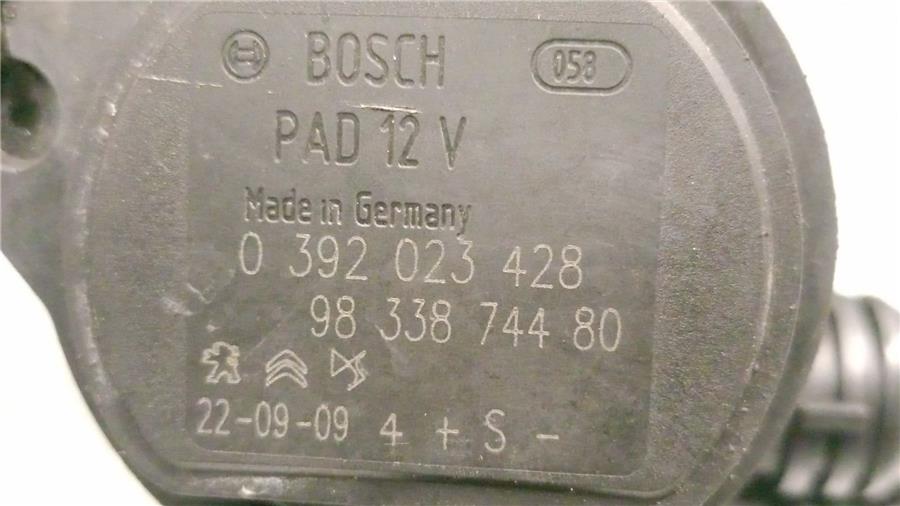 BOSCH 058
PAD 12 V
Made in Germany
0 392 023 428
98 338 744 80
22-09-09 4 + S -